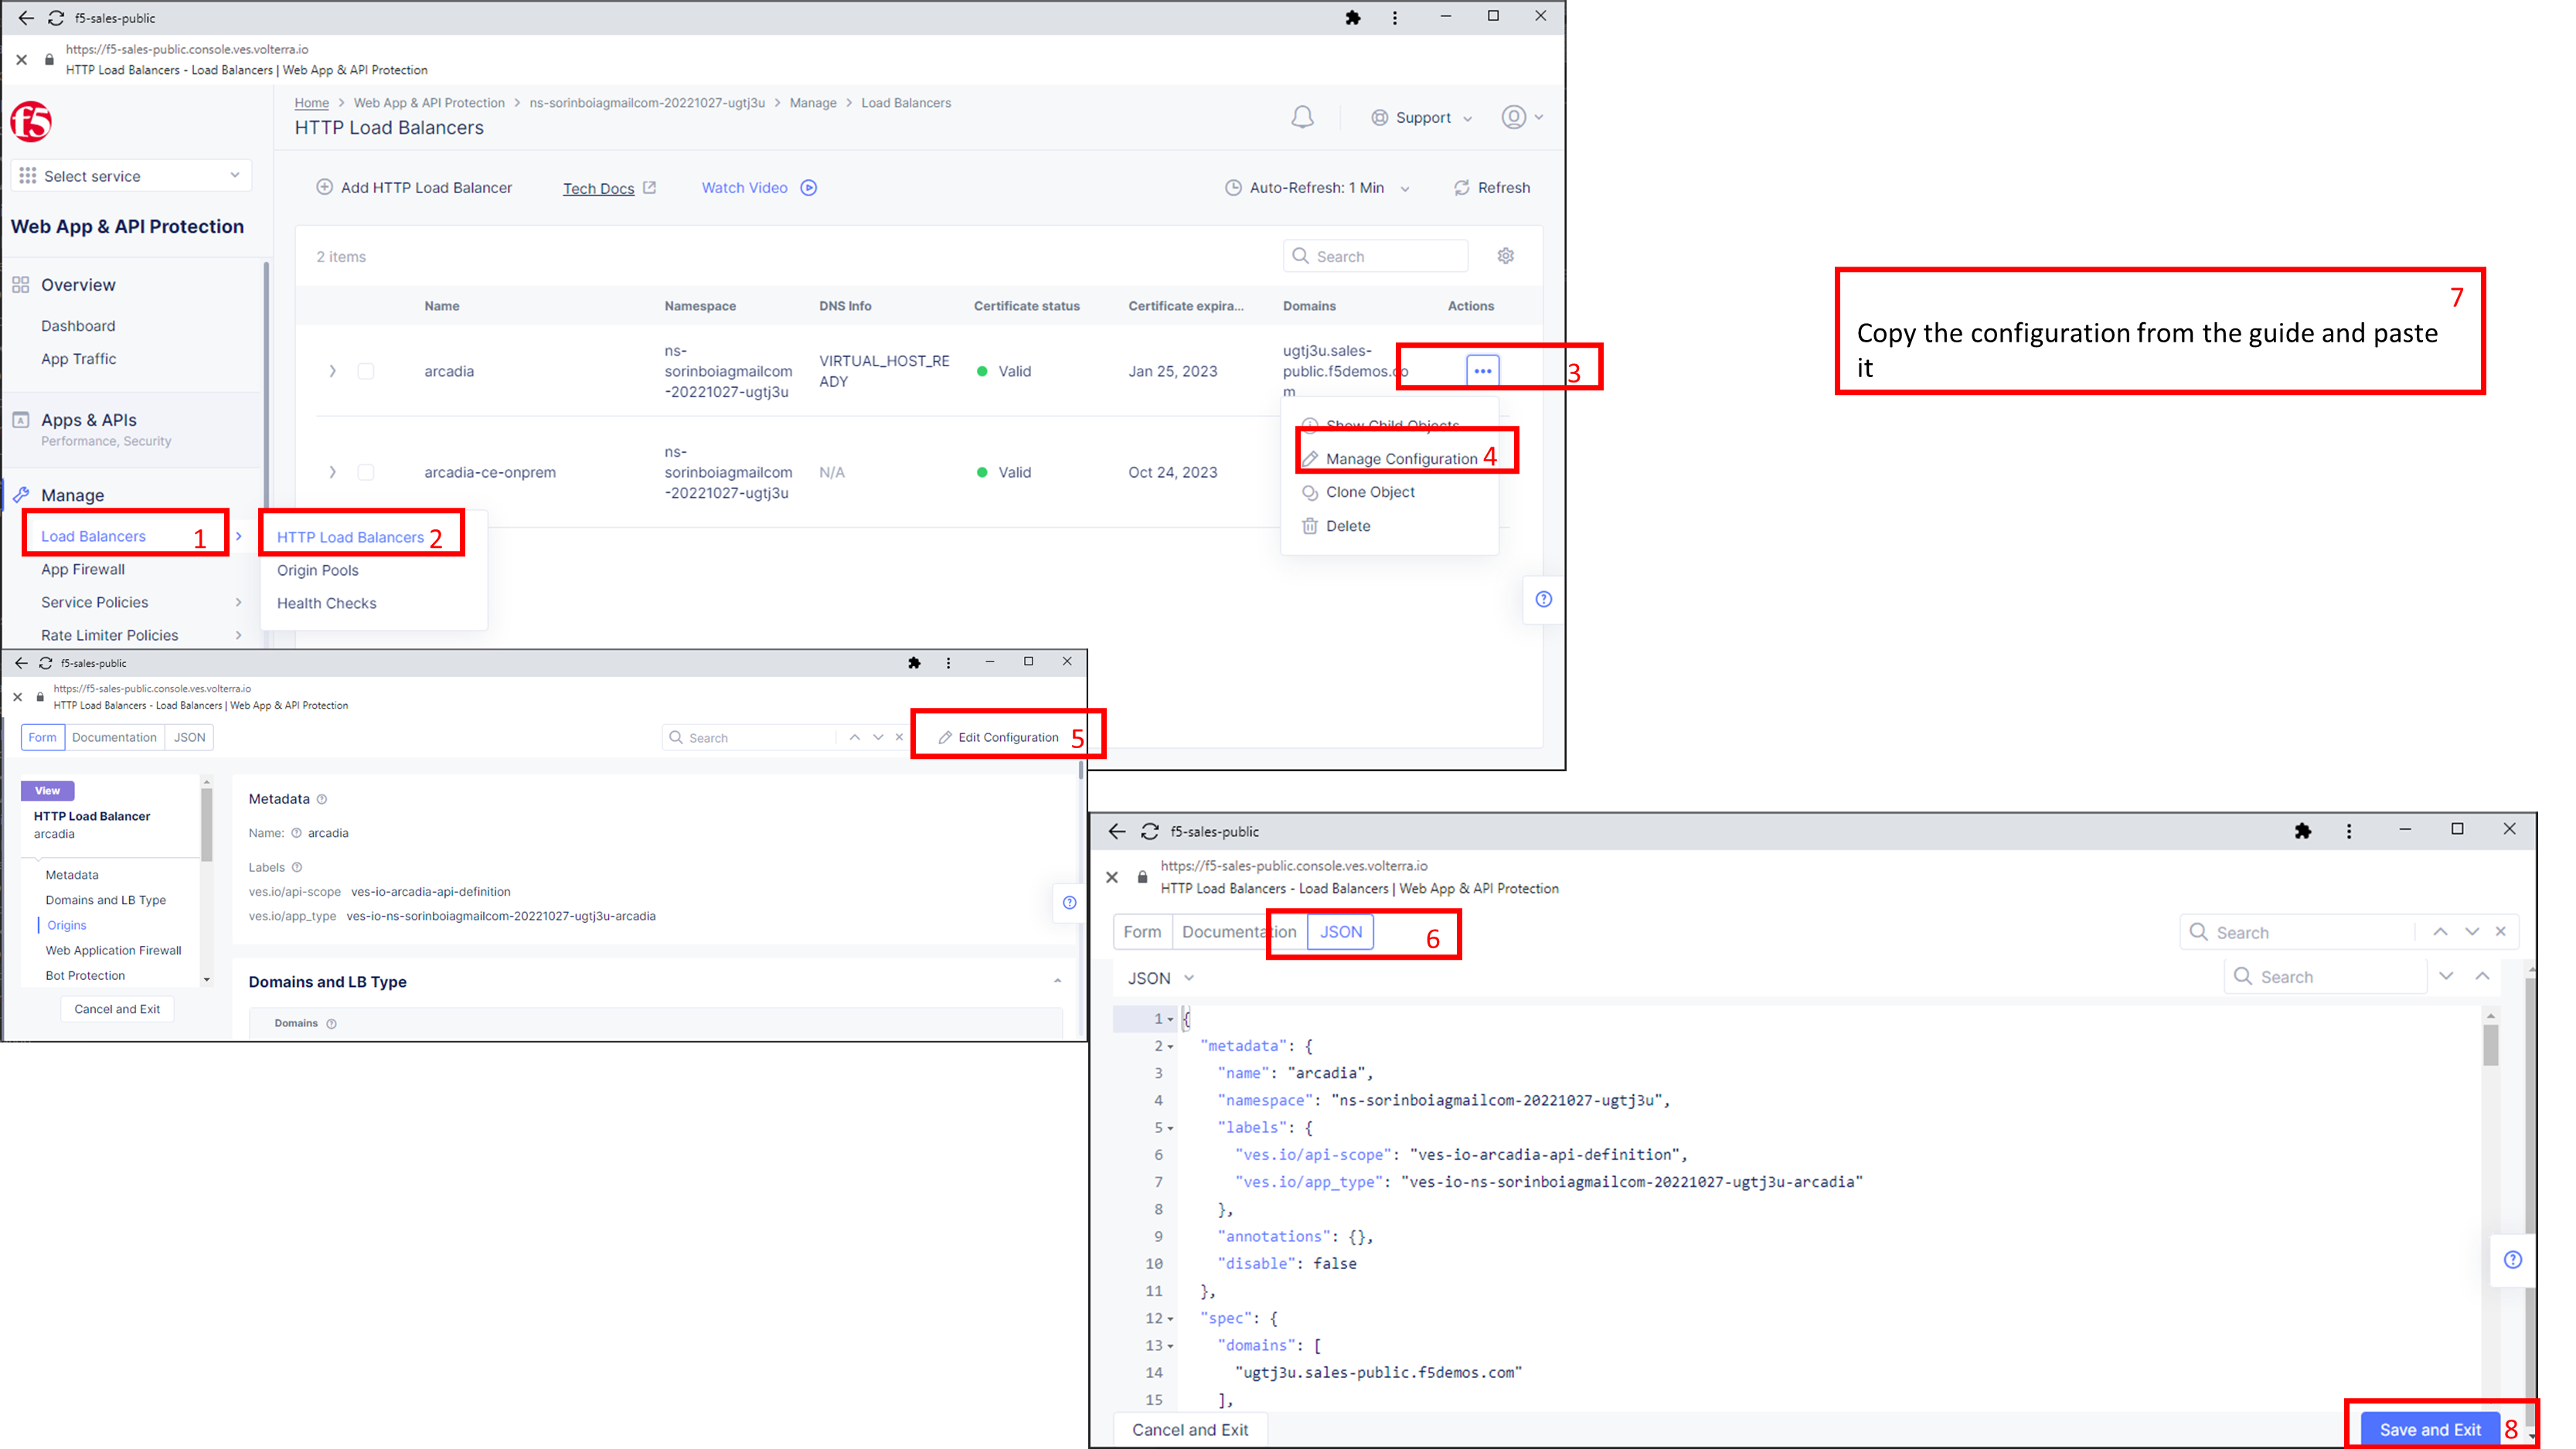 f5-sales-public
https://f5-sales-public.console.ves.volterra.io
HTTP Load Balancers - Load Balancers | Web App & API Protection
f5
Select service
Web App & API Protection
Overview
Dashboard
App Traffic
Apps & APIs
Performance, Security
Manage
Load Balancers 1
App Firewall
Service Policies
Rate Limiter Policies
HTTP Load Balancers 2
Origin Pools
Health Checks
Home > Web App & API Protection > ns-sorinboiagmailcom-20221027-ugtj3u > Manage > Load Balancers
HTTP Load Balancers
Support
Add HTTP Load Balancer Tech Docs Watch Video
Auto-Refresh: 1 Min Refresh
2 items
Search
Name Namespace DNS Info Certificate status Certificate expira... Domains Actions
arcadia
ns-
sorinboiagmailcom
-20221027-ugtj3u
VIRTUAL_HOST_RE
ADY
Valid
Jan 25, 2023
ugtj3u.sales-
public.f5demos.co
m
3
arcadia-ce-onprem
ns-
sorinboiagmailcom
-20221027-ugtj3u
N/A
Valid
Oct 24, 2023
Show Child Objects
Manage Configuration 4
Clone Object
Delete
7
Copy the configuration from the guide and paste
it
f5-sales-public
https://f5-sales-public.console.ves.volterra.io
HTTP Load Balancers - Load Balancers | Web App & API Protection
Form Documentation JSON
Search
Edit Configuration 5
View
HTTP Load Balancer
arcadia
Metadata
Domains and LB Type
Origins
Web Application Firewall
Bot Protection
Cancel and Exit
Metadata
Name: arcadia
Labels
ves.io/api-scope ves-io-arcadia-api-definition
ves.io/app_type ves-io-ns-sorinboiagmailcom-20221027-ugtj3u-arcadia
Domains and LB Type
Domains
f5-sales-public
https://f5-sales-public.console.ves.volterra.io
HTTP Load Balancers - Load Balancers | Web App & API Protection
Form Documentation JSON 6
Search
JSON
Search
1 {
2 "metadata": {
3 "name": "arcadia",
4 "namespace": "ns-sorinboiagmailcom-20221027-ugtj3u",
5 "labels": {
6 "ves.io/api-scope": "ves-io-arcadia-api-definition",
7 "ves.io/app_type": "ves-io-ns-sorinboiagmailcom-20221027-ugtj3u-arcadia"
8 },
9 "annotations": {},
10 "disable": false
11 },
12 "spec": {
13 "domains": [
14 "ugtj3u.sales-public.f5demos.com"
15 ],
Cancel and Exit
Save and Exit 8